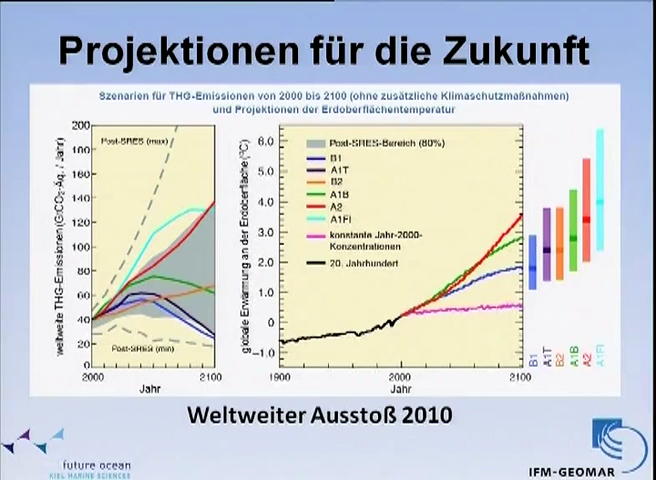 Projektionen für die Zukunft
Szenarien für THG-Emissionen von 2000 bis 2100 (ohne zusätzliche Klimaschutzmaßnahmen)
und Projektionen der Erdoberflächentemperatur
weltweite THG-Emissionen (GtCO₂-Äq. / Jahr)
200
180
160
140
120
100
80
60
40
20
0
Post-SRES (max)
Post-SRES (min)
2000
2100
Jahr
globale Erwärmung an der Erdoberfläche (°C)
6.0
5.0
4.0
3.0
2.0
1.0
0
–1.0
Post-SRES-Bereich (80%)
B1
A1T
B2
A1B
A2
A1FI
konstante Jahr-2000-
Konzentrationen
20. Jahrhundert
1900
2000
2100
Jahr
B1
A1T
B2
A1B
A2
A1FI
Weltweiter Ausstoß 2010
future ocean
KIEL MARINE SCIENCES
IFM-GEOMAR